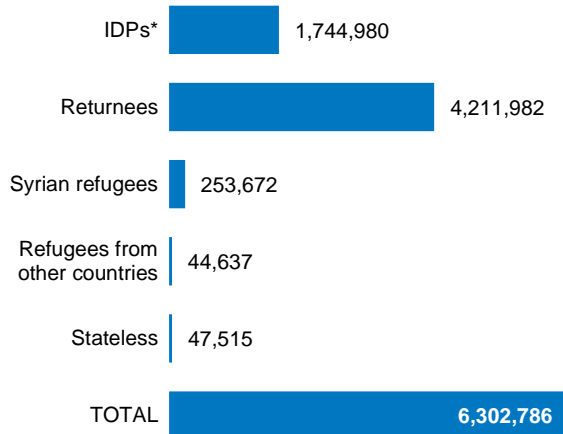 IDPs* 1,744,980
Returnees 4,211,982
Syrian refugees 253,672
Refugees from
other countries 44,637
Stateless 47,515
TOTAL 6,302,786